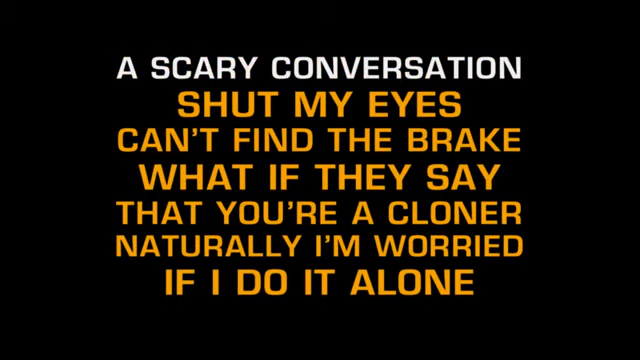 A SCARY CONVERSATION
SHUT MY EYES
CAN'T FIND THE BRAKE
WHAT IF THEY SAY
THAT YOU'RE A CLONER
NATURALLY I'M WORRIED
IF I DO IT ALONE